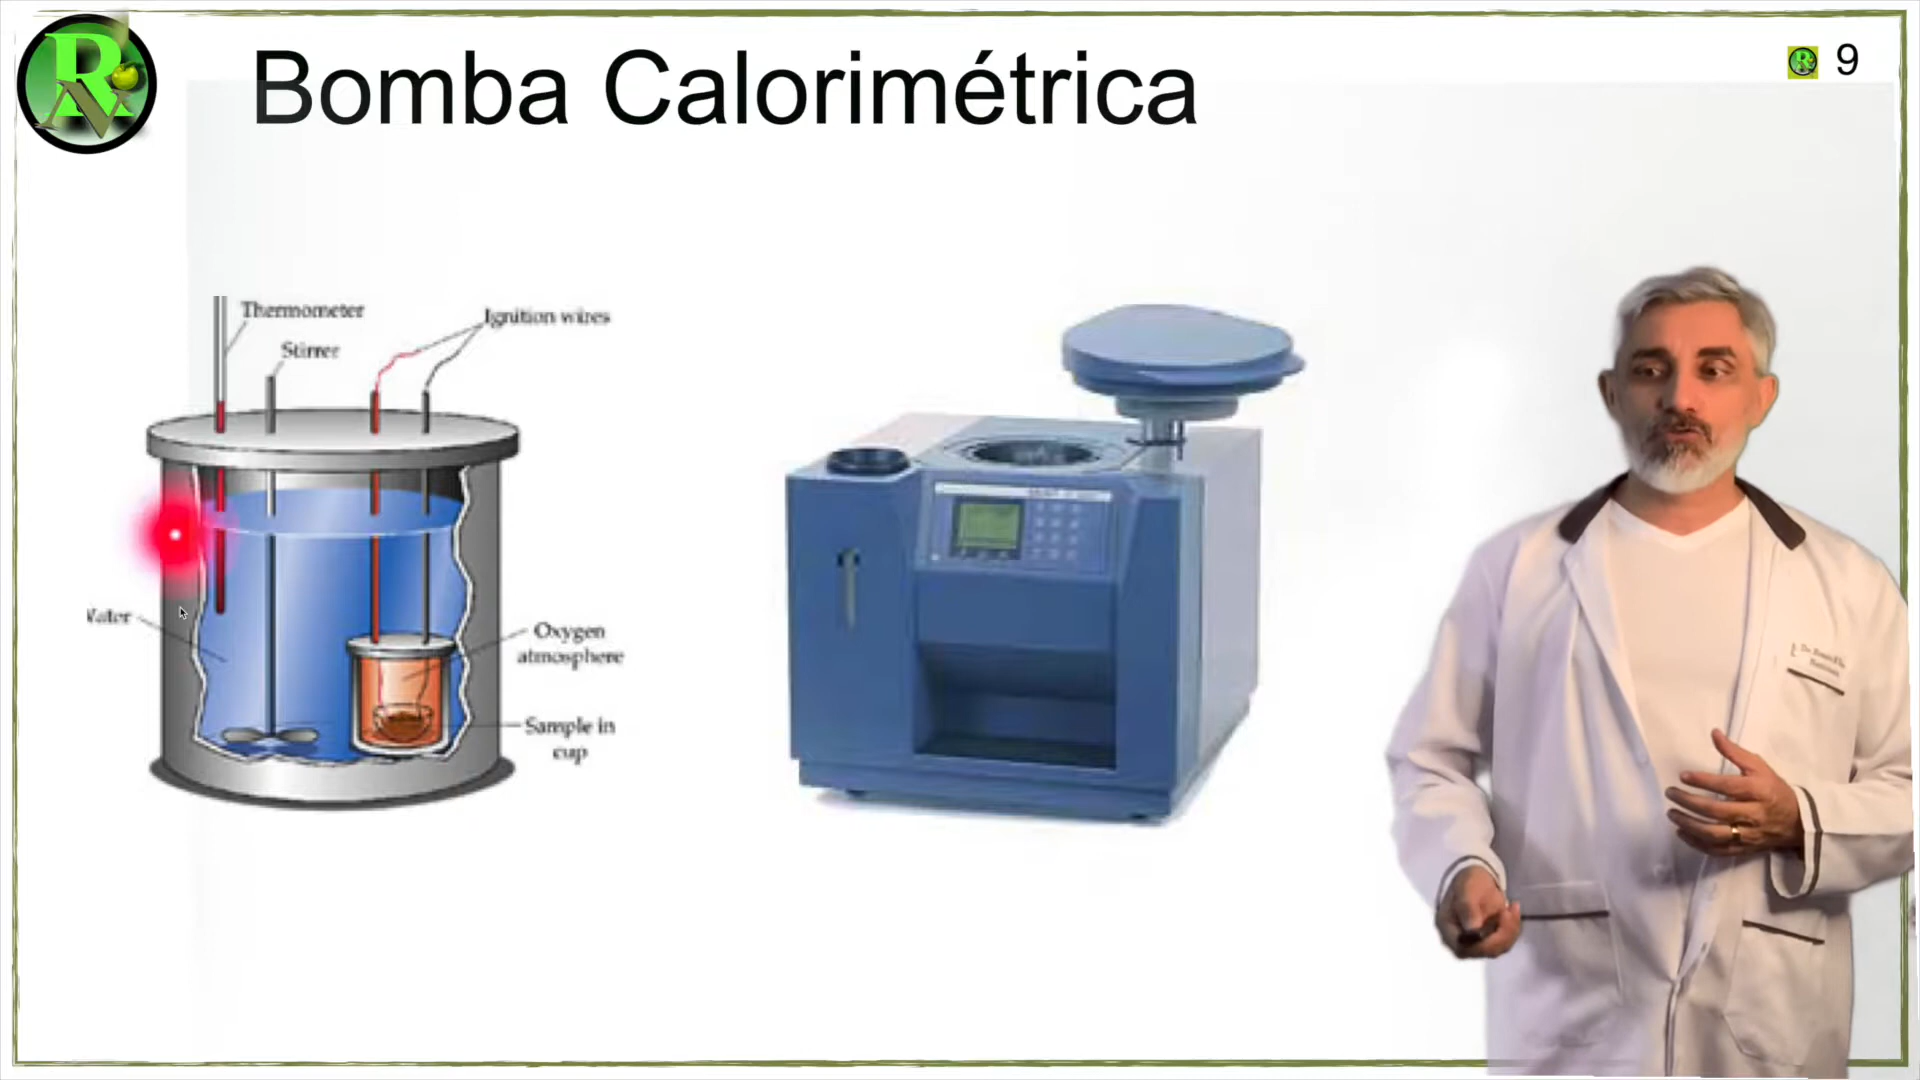 Bomba Calorimétrica
9
Thermometer
Ignition wires
Stirrer
Water
Oxygen
atmosphere
Sample in
cup